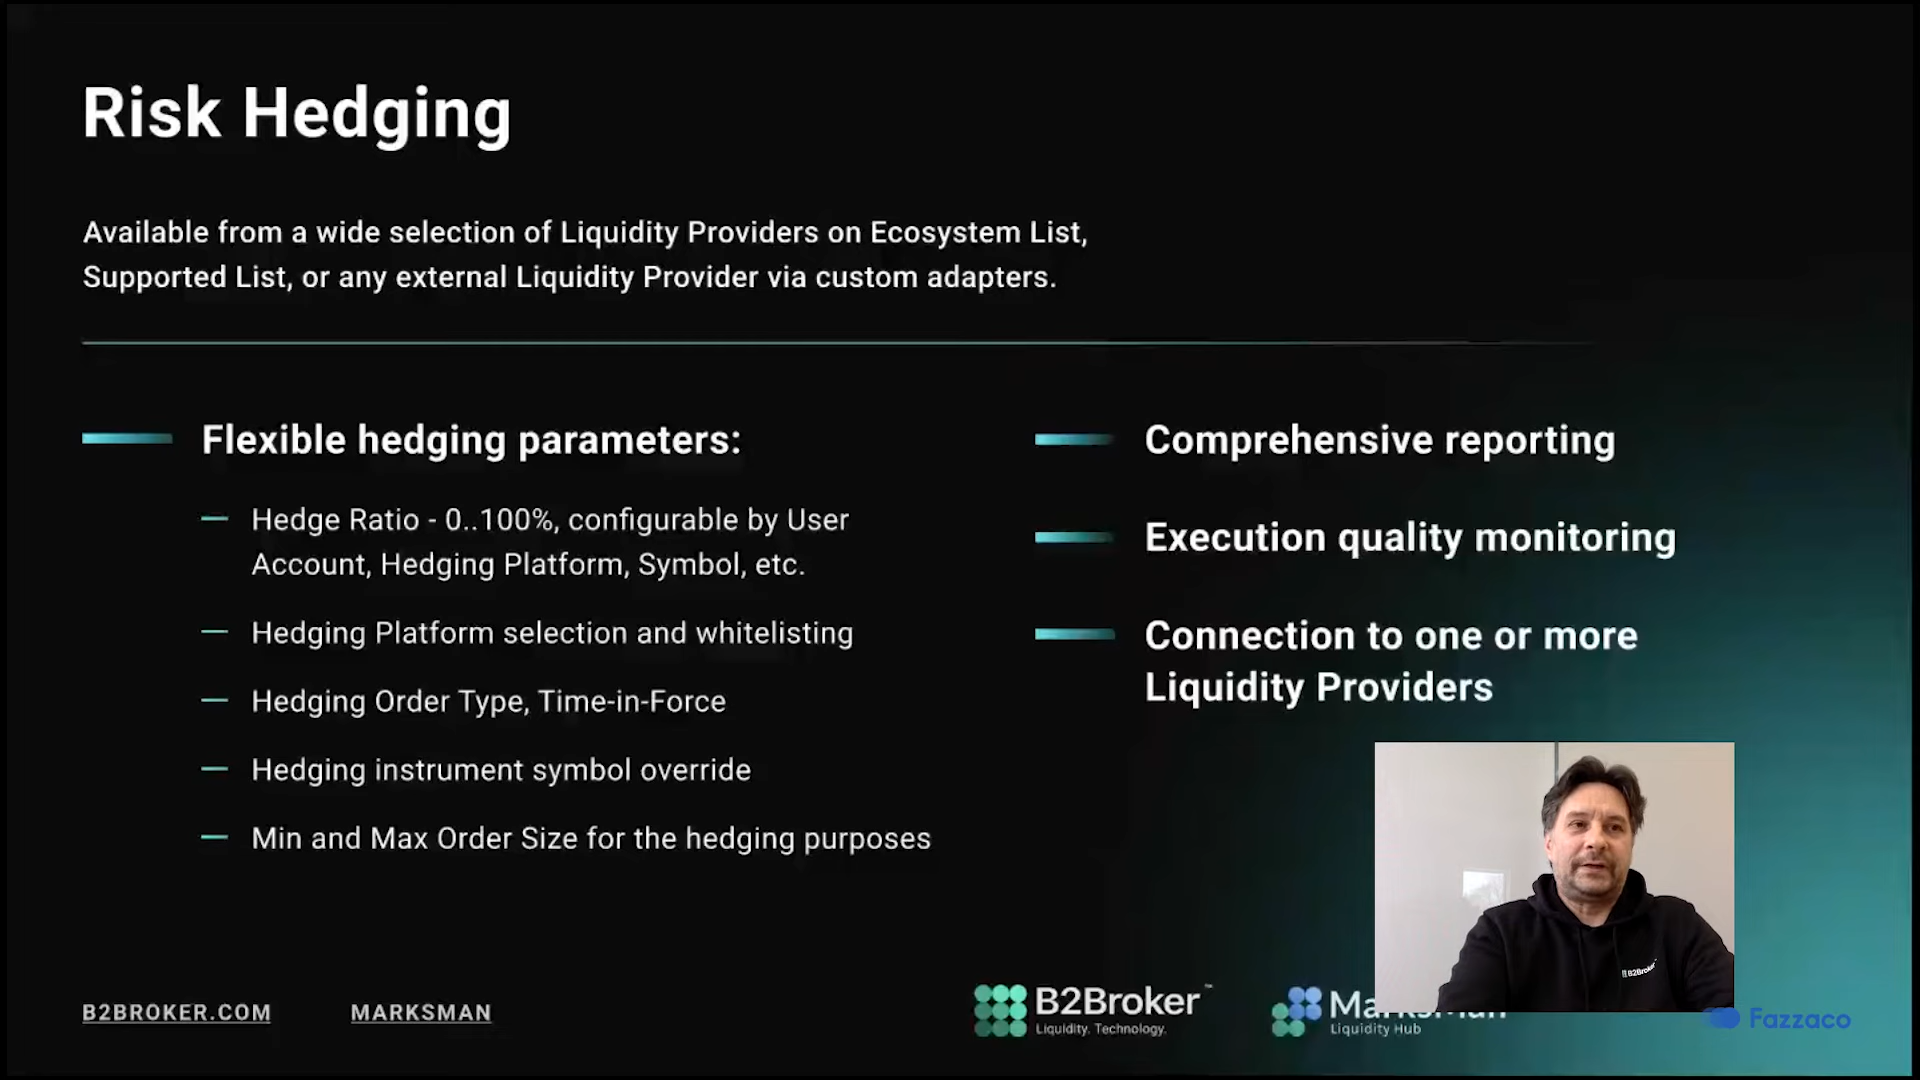 Risk Hedging
Available from a wide selection of Liquidity Providers on Ecosystem List,
Supported List, or any external Liquidity Provider via custom adapters.
Flexible hedging parameters:
Hedge Ratio - 0..100%, configurable by User
Account, Hedging Platform, Symbol, etc.
Hedging Platform selection and whitelisting
Hedging Order Type, Time-in-Force
Hedging instrument symbol override
Min and Max Order Size for the hedging purposes
Comprehensive reporting
Execution quality monitoring
Connection to one or more
Liquidity Providers
B2Broker
B2BROKER.COM
MARKSMAN
B2Broker™
Liquidity. Technology.
Marksman
Liquidity Hub
Fazzaco